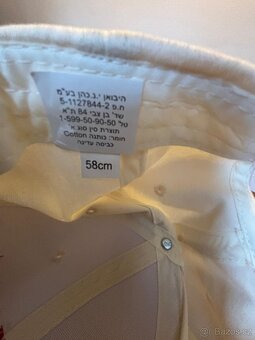 היבואן י.נ.כהן בע"מ
ח.פ 5-1127844-2
שד' בן צבי 84 ת"א
טל 1-599-50-90-50
תוצרת סין סוג א.
חומר: כותנה Cotton
כביסה עדינה
58cm